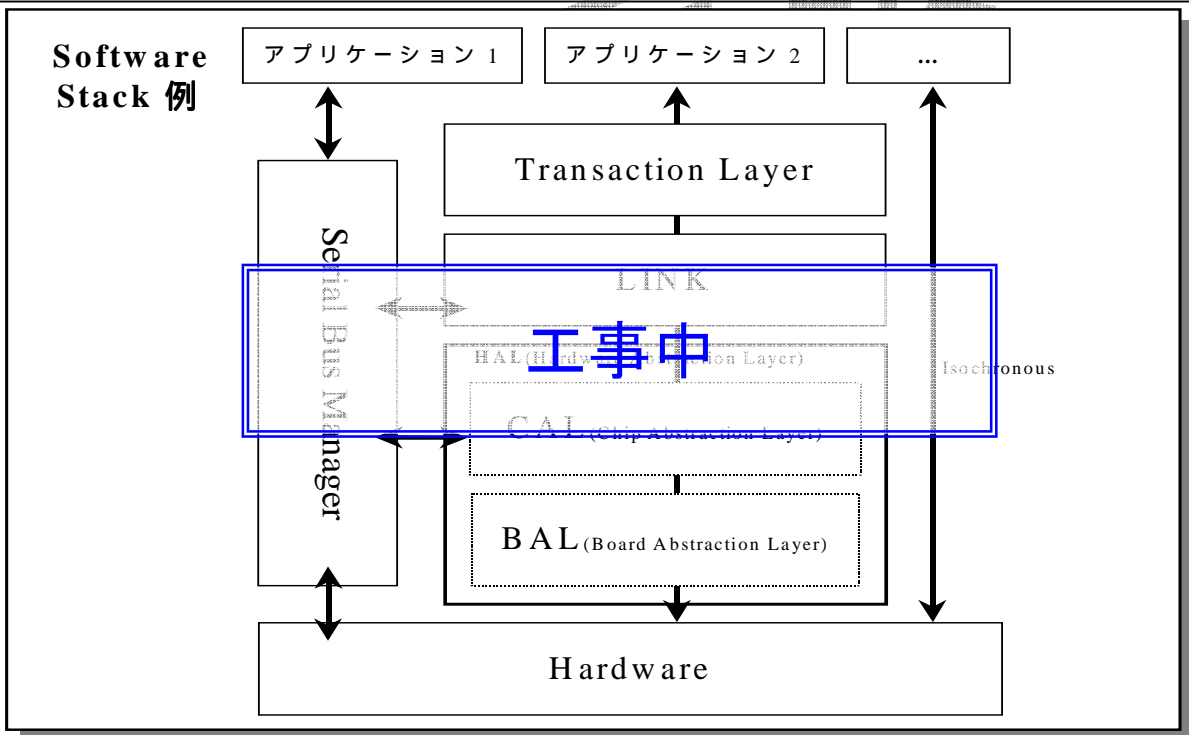 Software
Stack 例
アプリケーション 1
アプリケーション 2
...
Transaction Layer
Serial Bus Manager
LINK
工事中
HAL(Hardware Abstraction Layer)
Isochronous
CAL(Chip Abstraction Layer)
BAL(Board Abstraction Layer)
Hardware